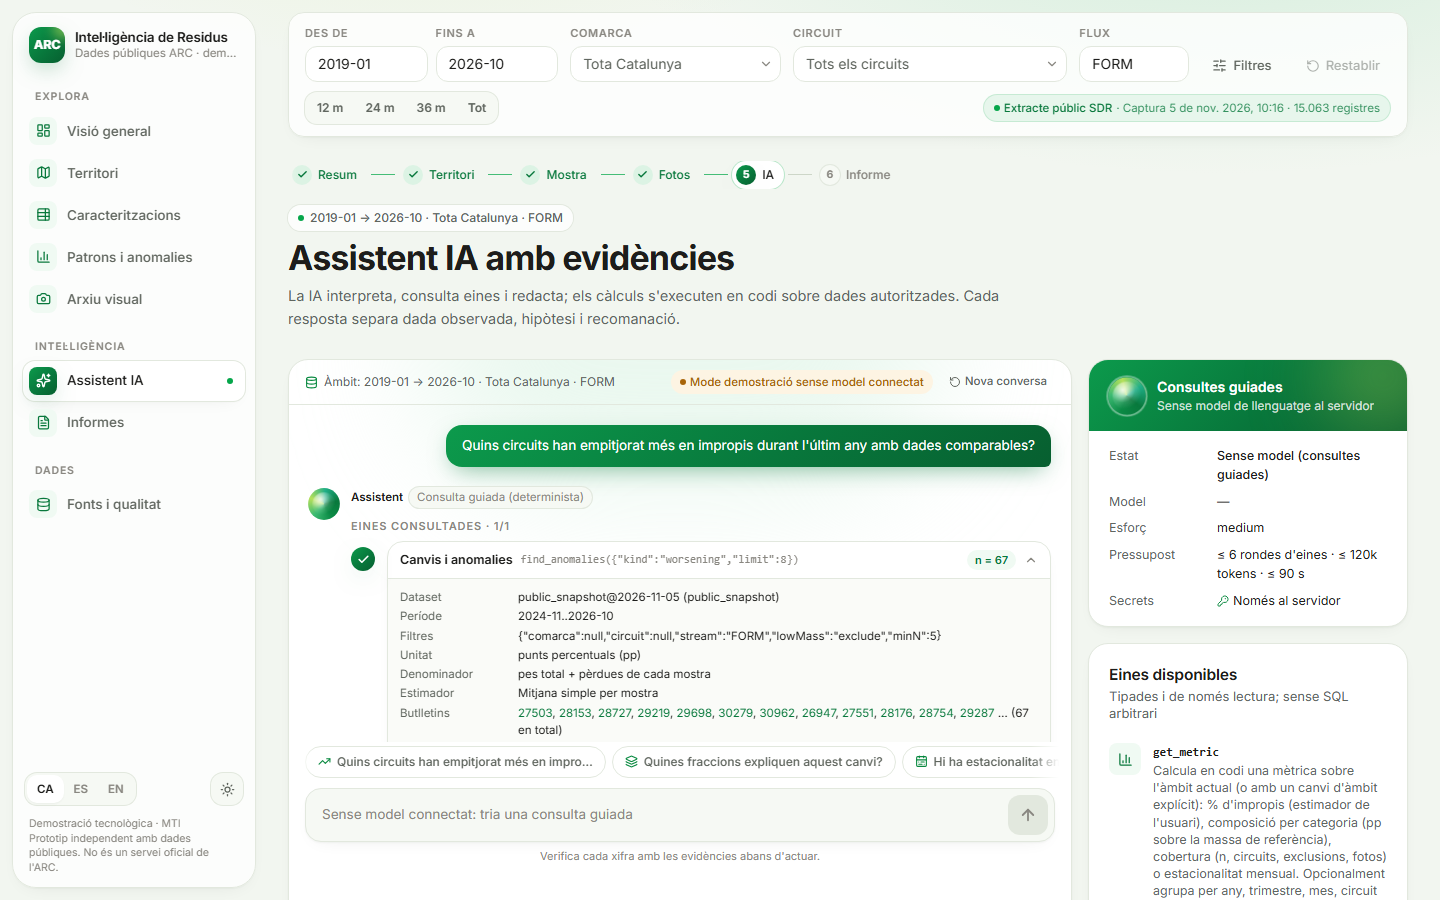 ARC
Intel·ligència de Residus
Dades públiques ARC · dem...
EXPLORA
Visió general
Territori
Caracteritzacions
Patrons i anomalies
Arxiu visual
INTEL·LIGÈNCIA
Assistent IA
Informes
DADES
Fonts i qualitat
CA ES EN
Demostració tecnològica · MTI
Prototip independent amb dades
públiques. No és un servei oficial de
l'ARC.
DES DE
FINS A
COMARCA
CIRCUIT
FLUX
2019-01
2026-10
Tota Catalunya
Tots els circuits
FORM
Filtres
Restablir
12 m 24 m 36 m Tot
Extracte públic SDR · Captura 5 de nov. 2026, 10:16 · 15.063 registres
Resum
Territori
Mostra
Fotos
5 IA
6 Informe
2019-01 → 2026-10 · Tota Catalunya · FORM
Assistent IA amb evidències
La IA interpreta, consulta eines i redacta; els càlculs s'executen en codi sobre dades autoritzades. Cada
resposta separa dada observada, hipòtesi i recomanació.
Àmbit: 2019-01 → 2026-10 · Tota Catalunya · FORM
Mode demostració sense model connectat
Nova conversa
Quins circuits han empitjorat més en impropis durant l'últim any amb dades comparables?
Assistent Consulta guiada (determinista)
EINES CONSULTADES · 1/1
Canvis i anomalies find_anomalies({"kind":"worsening","limit":8}) n = 67
Dataset public_snapshot@2026-11-05 (public_snapshot)
Període 2024-11..2026-10
Filtres {"comarca":null,"circuit":null,"stream":"FORM","lowMass":"exclude","minN":5}
Unitat punts percentuals (pp)
Denominador pes total + pèrdues de cada mostra
Estimador Mitjana simple per mostra
Butlletins 27503, 28153, 28727, 29219, 29698, 30279, 30962, 26947, 27551, 28176, 28754, 29287 ... (67
en total)
Quins circuits han empitjorat més en impro...
Quines fraccions expliquen aquest canvi?
Hi ha estacionalitat e
Sense model connectat: tria una consulta guiada
Verifica cada xifra amb les evidències abans d'actuar.
Consultes guiades
Sense model de llenguatge al servidor
Estat Sense model (consultes
guiades)
Model —
Esforç medium
Pressupost ≤ 6 rondes d'eines · ≤ 120k
tokens · ≤ 90 s
Secrets Només al servidor
Eines disponibles
Tipades i de només lectura; sense SQL
arbitrari
get_metric
Calcula en codi una mètrica sobre
l'àmbit actual (o amb un canvi d'àmbit
explícit): % d'impropis (estimador de
l'usuari), composició per categoria (pp
sobre la massa de referència),
cobertura (n, circuits, exclusions, fotos)
o estacionalitat mensual. Opcionalment
agrupa per any, trimestre, mes, circuit